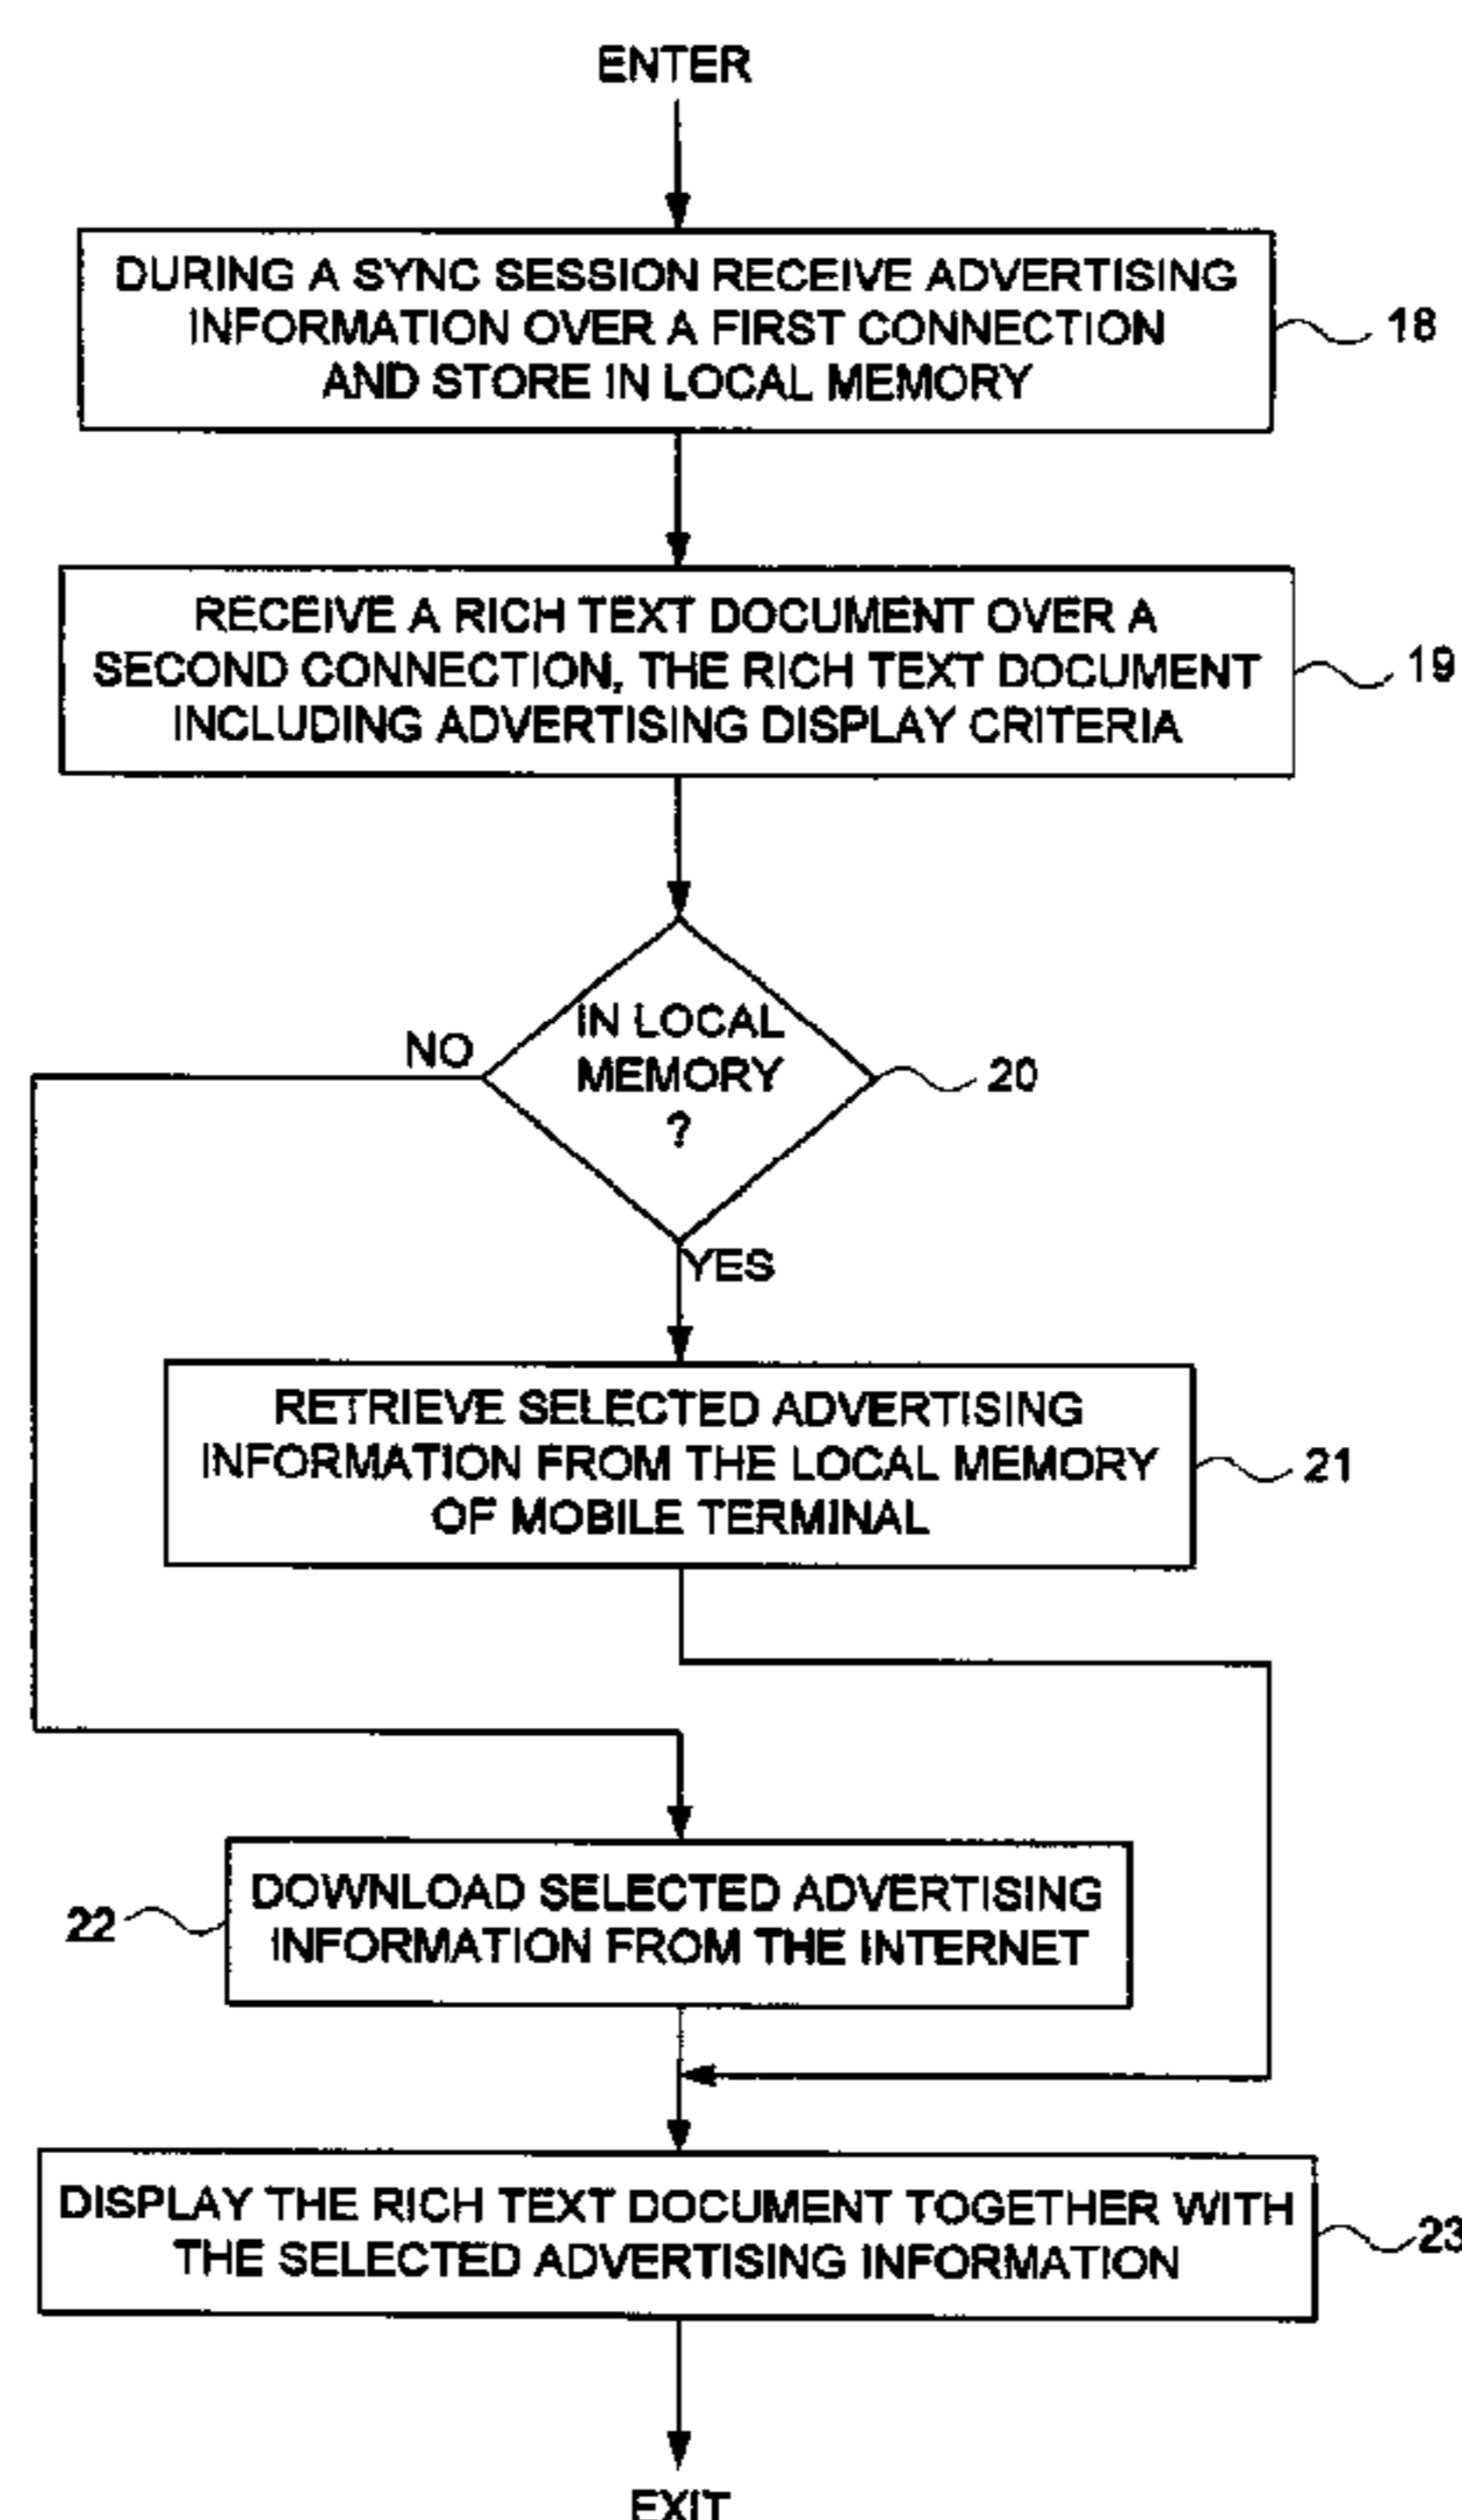 ENTER
DURING A SYNC SESSION RECEIVE ADVERTISING
INFORMATION OVER A FIRST CONNECTION
AND STORE IN LOCAL MEMORY
18
RECEIVE A RICH TEXT DOCUMENT OVER A
SECOND CONNECTION, THE RICH TEXT DOCUMENT
INCLUDING ADVERTISING DISPLAY CRITERIA
19
IN LOCAL
MEMORY
?
20
NO
YES
RETRIEVE SELECTED ADVERTISING
INFORMATION FROM THE LOCAL MEMORY
OF MOBILE TERMINAL
21
DOWNLOAD SELECTED ADVERTISING
INFORMATION FROM THE INTERNET
22
DISPLAY THE RICH TEXT DOCUMENT TOGETHER WITH
THE SELECTED ADVERTISING INFORMATION
23
EXIT